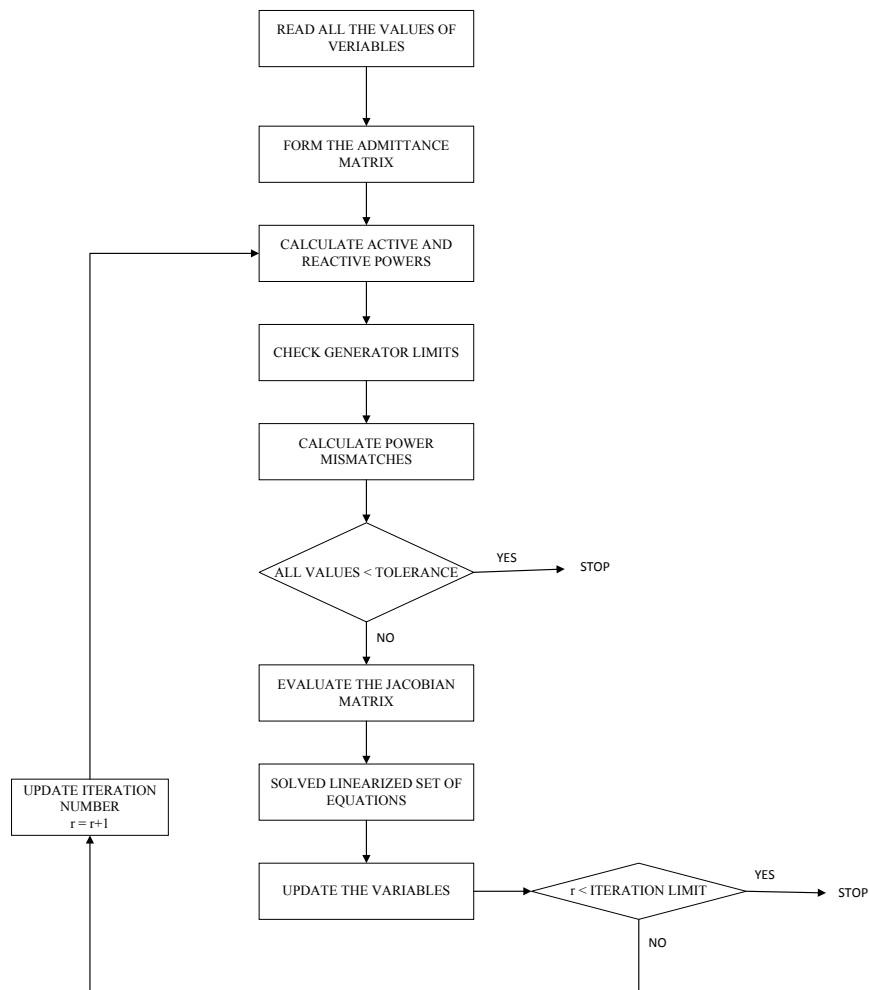 READ ALL THE VALUES OF
VERIABLES
FORM THE ADMITTANCE
MATRIX
CALCULATE ACTIVE AND
REACTIVE POWERS
CHECK GENERATOR LIMITS
CALCULATE POWER
MISMATCHES
ALL VALUES < TOLERANCE
YES
STOP
NO
EVALUATE THE JACOBIAN
MATRIX
SOLVED LINEARIZED SET OF
EQUATIONS
UPDATE ITERATION
NUMBER
r = r+1
UPDATE THE VARIABLES
r < ITERATION LIMIT
YES
STOP
NO